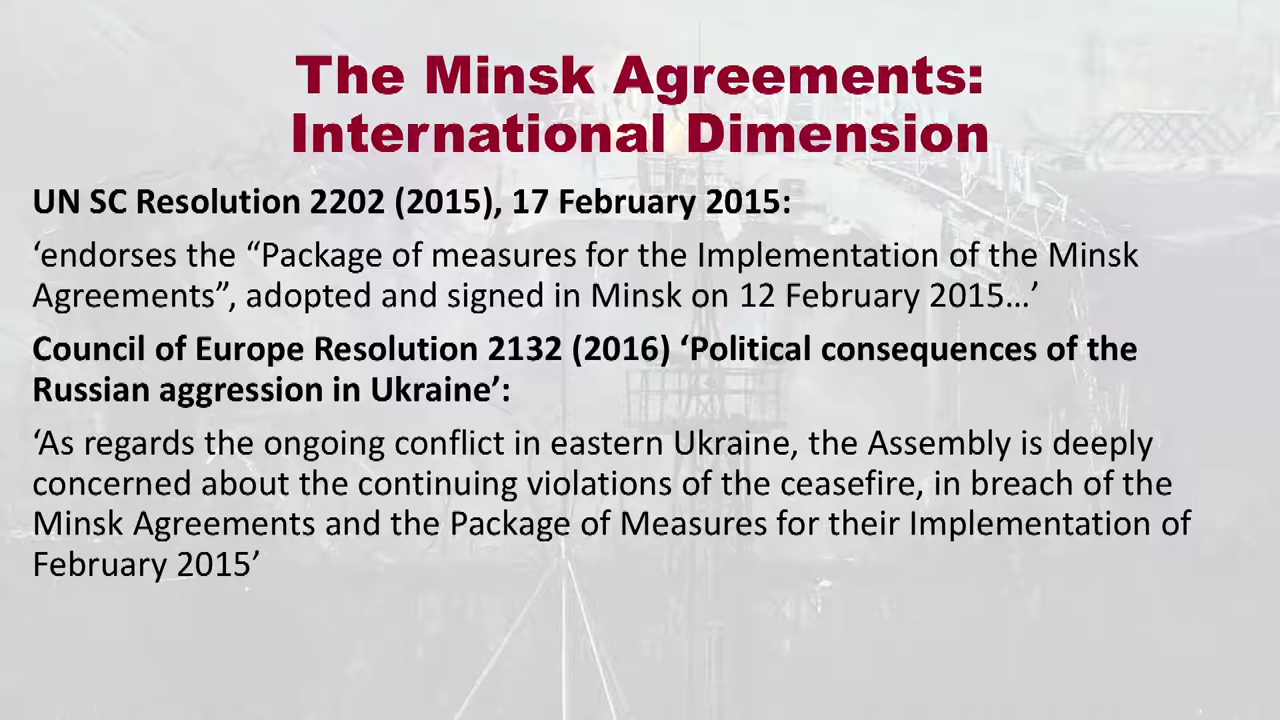 The Minsk Agreements:
International Dimension
UN SC Resolution 2202 (2015), 17 February 2015:
‘endorses the “Package of measures for the Implementation of the Minsk
Agreements”, adopted and signed in Minsk on 12 February 2015…’
Council of Europe Resolution 2132 (2016) ‘Political consequences of the
Russian aggression in Ukraine’:
‘As regards the ongoing conflict in eastern Ukraine, the Assembly is deeply
concerned about the continuing violations of the ceasefire, in breach of the
Minsk Agreements and the Package of Measures for their Implementation of
February 2015’